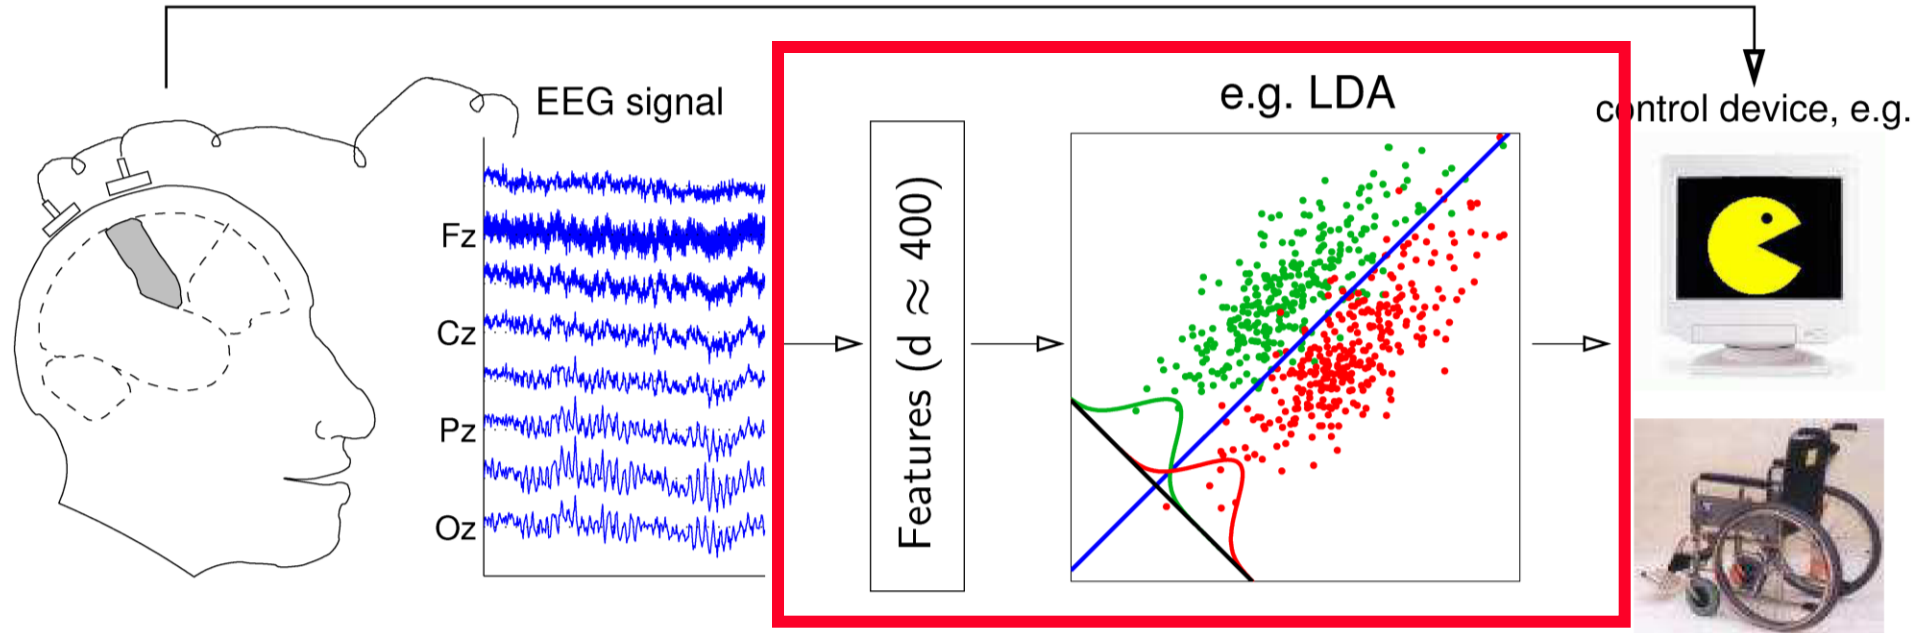 EEG signal
Fz
Cz
Pz
Oz
Features (d ≈ 400)
e.g. LDA
control device, e.g.